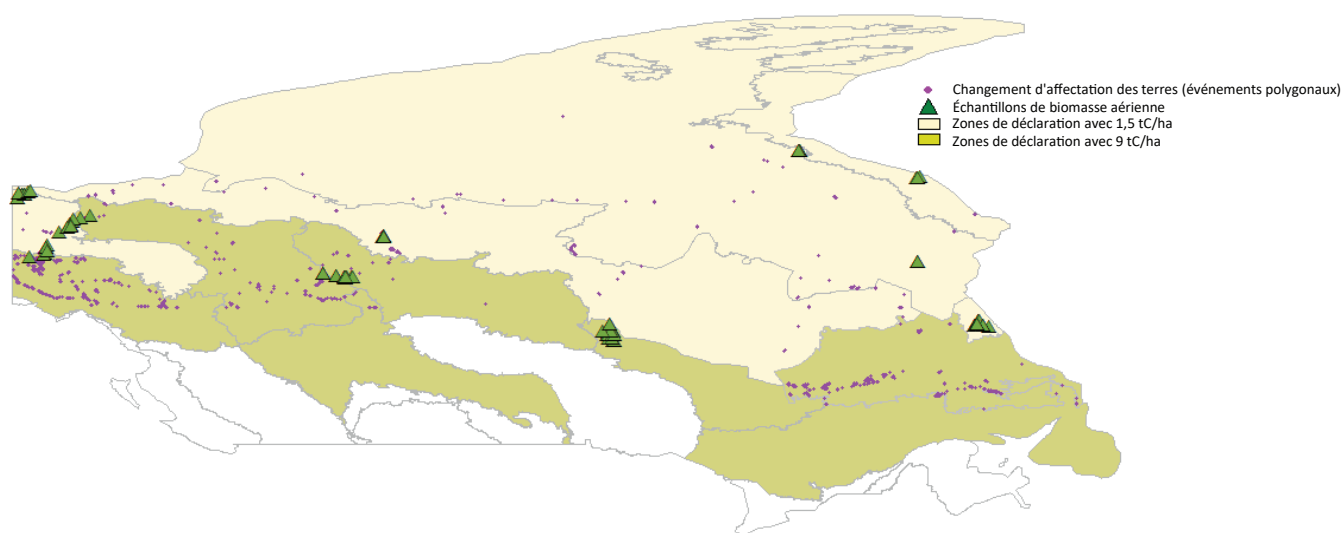 Changement d'affectation des terres (événements polygonaux)
Échantillons de biomasse aérienne
Zones de déclaration avec 1,5 tC/ha
Zones de déclaration avec 9 tC/ha